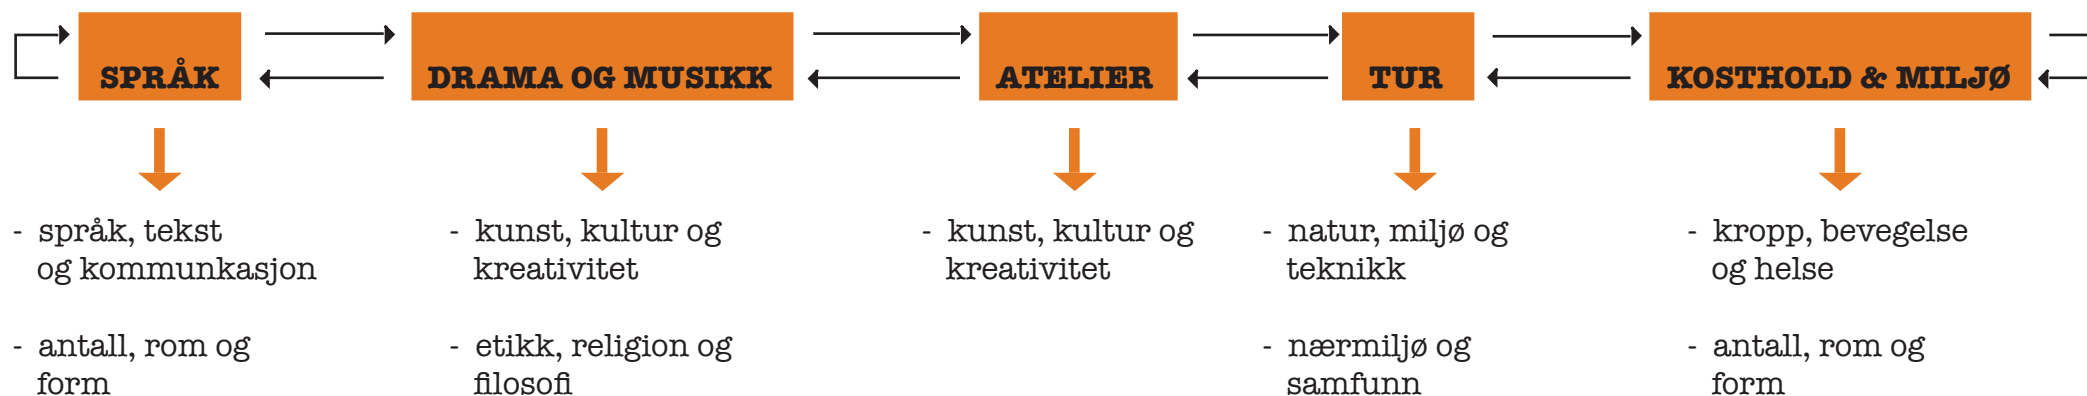 SPRÅK
DRAMA OG MUSIKK
ATELIER
TUR
KOSTHOLD & MILJØ
- språk, tekst
og kommunkasjon
- antall, rom og
form
- kunst, kultur og
kreativitet
- etikk, religion og
filosofi
- kunst, kultur og
kreativitet
- natur, miljø og
teknikk
- nærmiljø og
samfunn
- kropp, bevegelse
og helse
- antall, rom og
form